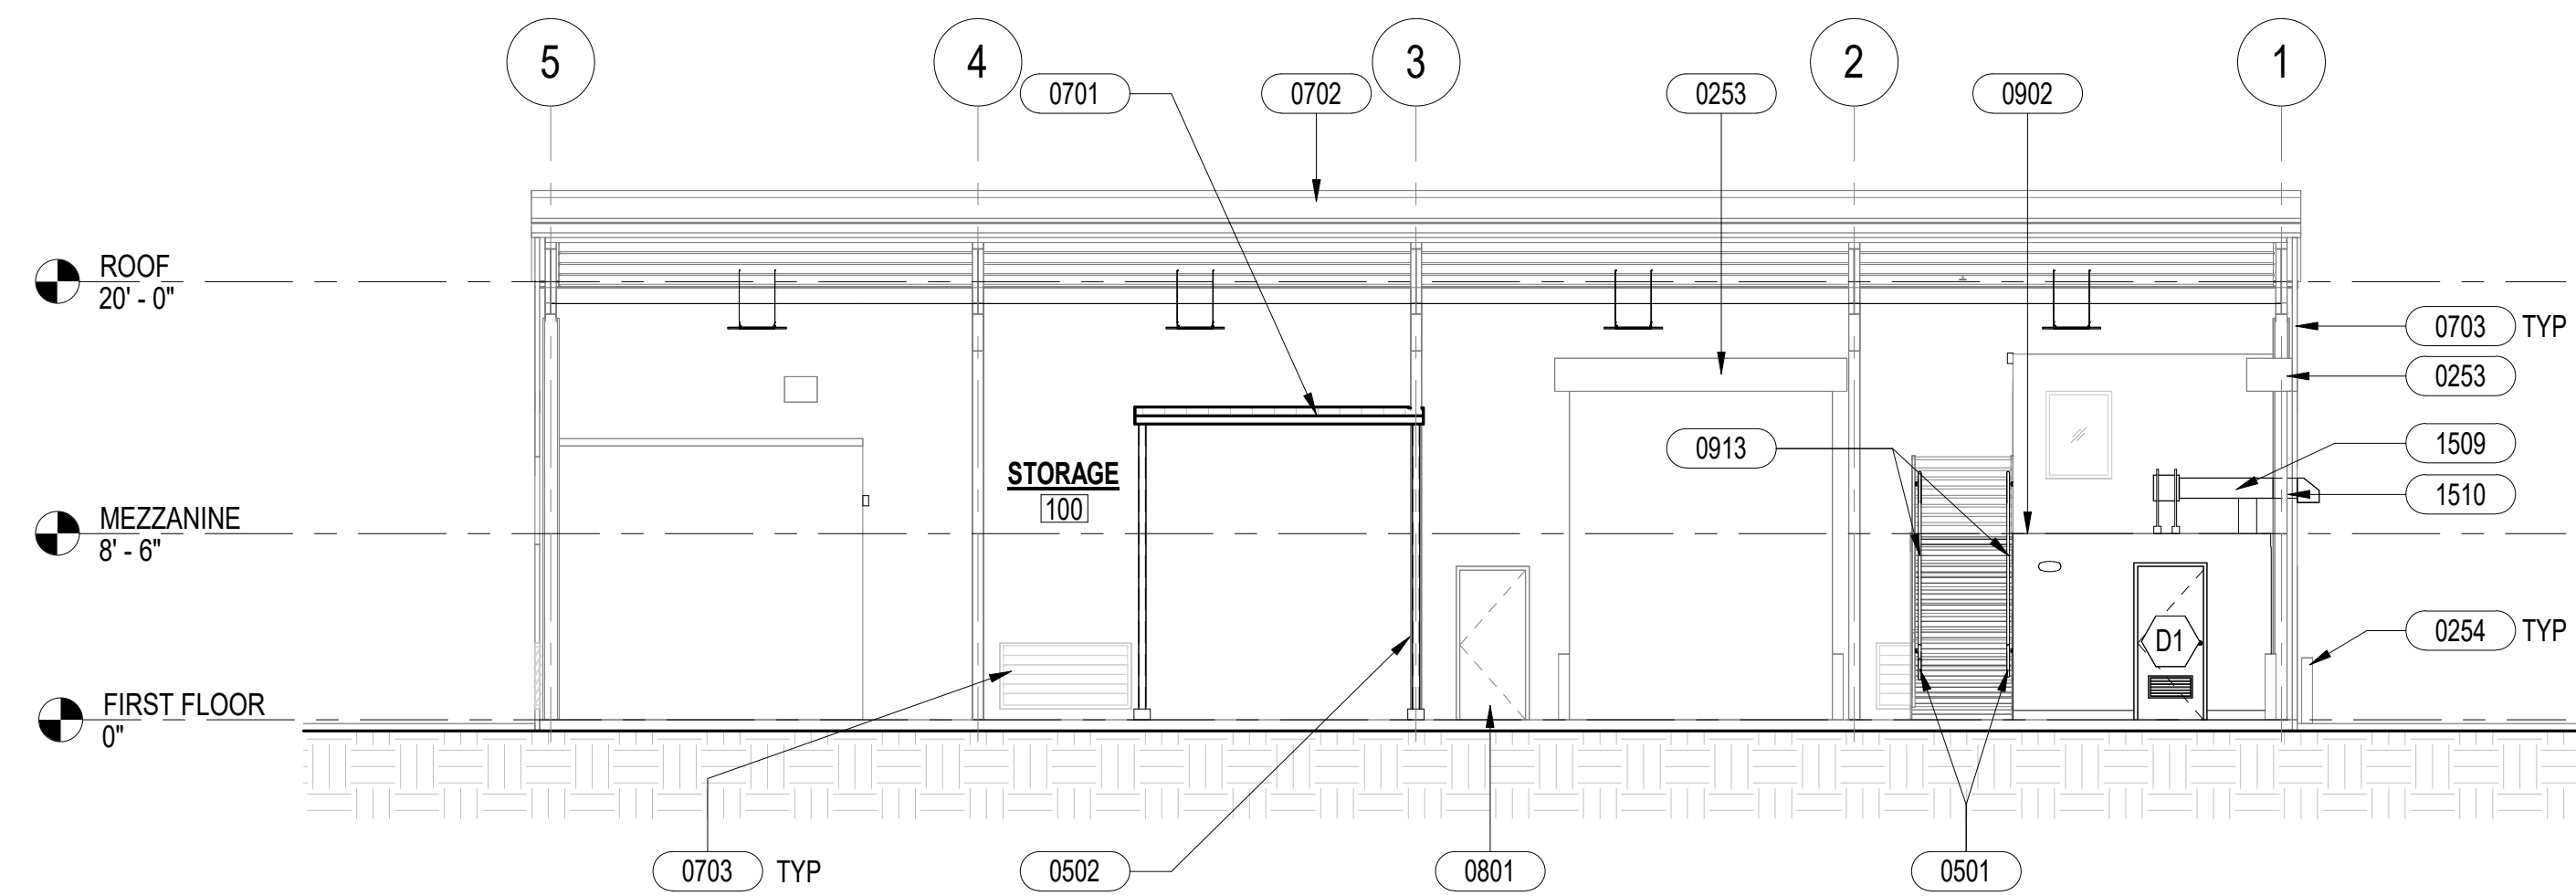 5
4
3
2
1
0701
0702
0253
0902
ROOF
20' - 0"
0703 TYP
0253
0913
1509
STORAGE
100
1510
MEZZANINE
8' - 6"
D1
0254 TYP
FIRST FLOOR
0"
0703 TYP
0502
0801
0501